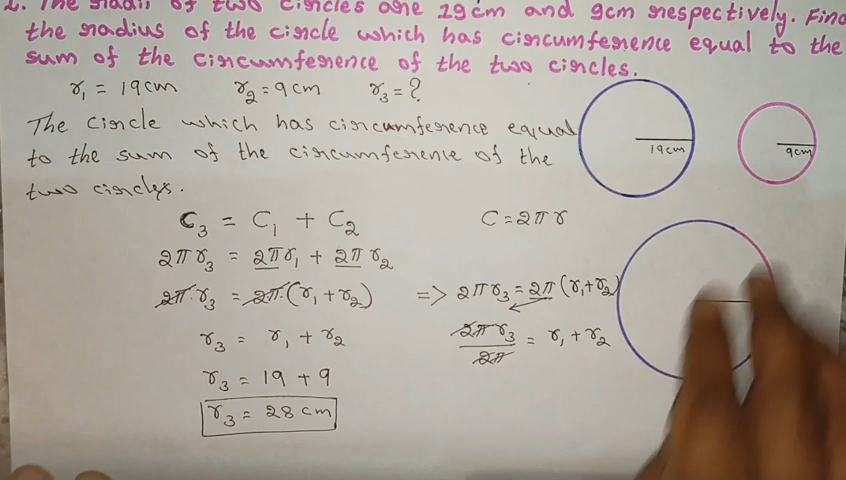 2. The radii of two circles are 19cm and 9cm respectively. Find
the radius of the circle which has circumference equal to the
sum of the circumference of the two circles.
r₁ = 19cm r₂ = 9cm r₃ = ?
The circle which has circumference equal
to the sum of the circumference of the
two circles.
19cm
9cm
C₃ = C₁ + C₂ C = 2πr
2πr₃ = 2πr₁ + 2πr₂
2π·r₃ = 2π·(r₁+r₂) => 2πr₃ = 2π(r₁+r₂)
r₃ = r₁ + r₂ 2πr₃/2π = r₁ + r₂
r₃ = 19 + 9
r₃ = 28 cm